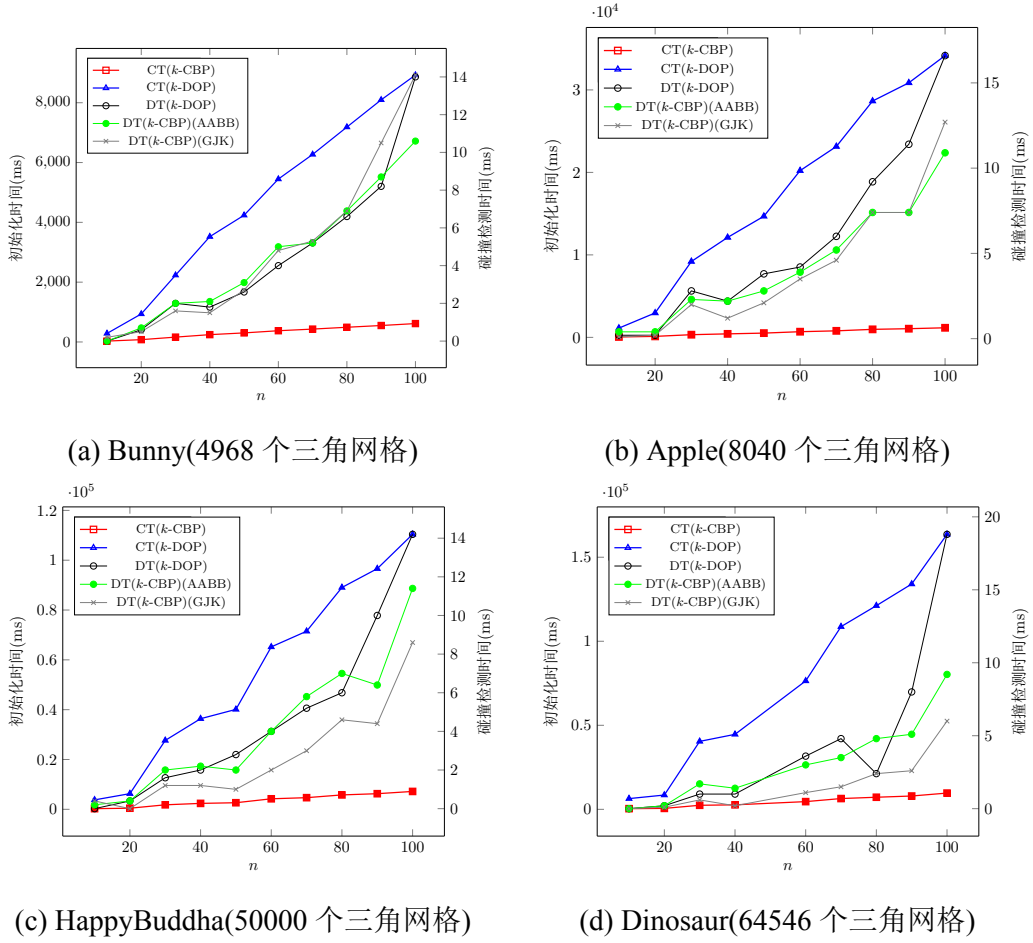 8,000
6,000
4,000
2,000
0
14
12
10
8
6
4
2
0
20 40 60 80 100
n
初始化时间(ms)
碰撞检测时间(ms)
CT(k-CBP)
CT(k-DOP)
DT(k-DOP)
DT(k-CBP)(AABB)
DT(k-CBP)(GJK)
(a) Bunny(4968 个三角网格)
·10⁴
3
2
1
0
15
10
5
0
20 40 60 80 100
n
初始化时间(ms)
碰撞检测时间(ms)
CT(k-CBP)
CT(k-DOP)
DT(k-DOP)
DT(k-CBP)(AABB)
DT(k-CBP)(GJK)
(b) Apple(8040 个三角网格)
·10⁵
1.2
1
0.8
0.6
0.4
0.2
0
14
12
10
8
6
4
2
0
20 40 60 80 100
n
初始化时间(ms)
碰撞检测时间(ms)
CT(k-CBP)
CT(k-DOP)
DT(k-DOP)
DT(k-CBP)(AABB)
DT(k-CBP)(GJK)
(c) HappyBuddha(50000 个三角网格)
·10⁵
1.5
1
0.5
0
20
15
10
5
0
20 40 60 80 100
n
初始化时间(ms)
碰撞检测时间(ms)
CT(k-CBP)
CT(k-DOP)
DT(k-DOP)
DT(k-CBP)(AABB)
DT(k-CBP)(GJK)
(d) Dinosaur(64546 个三角网格)